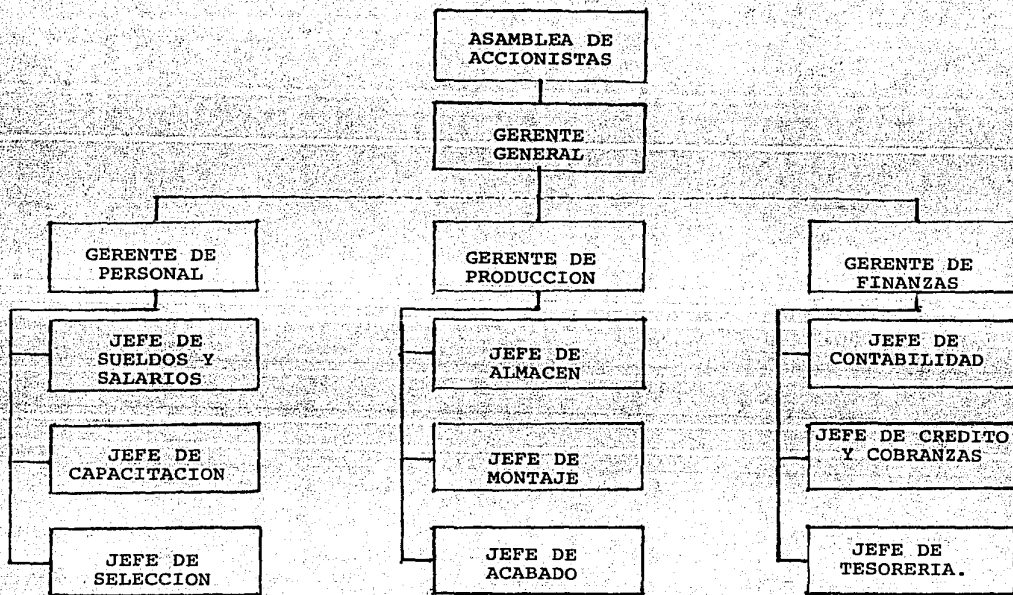 ASAMBLEA DE
ACCIONISTAS
GERENTE
GENERAL
GERENTE DE
PERSONAL
GERENTE DE
PRODUCCION
GERENTE DE
FINANZAS
JEFE DE
SUELDOS Y
SALARIOS
JEFE DE
ALMACEN
JEFE DE
CONTABILIDAD
JEFE DE
CAPACITACION
JEFE DE
MONTAJE
JEFE DE CREDITO
Y COBRANZAS
JEFE DE
SELECCION
JEFE DE
ACABADO
JEFE DE
TESORERIA.